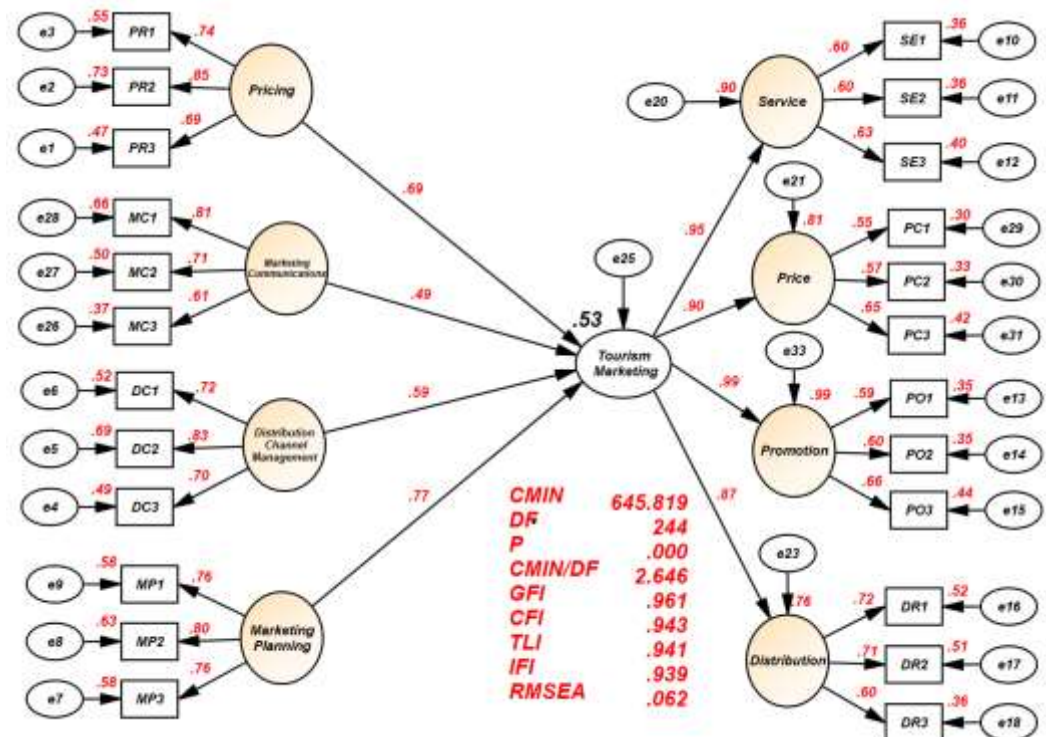 e3
.55
PR1
.74
e2
.73
PR2
.85
e1
.47
PR3
.69
Pricing
.69
e28
.66
MC1
.81
e27
.50
MC2
.71
e26
.37
MC3
.61
Marketing
Communications
.49
e6
.52
DC1
.72
e5
.69
DC2
.83
e4
.49
DC3
.70
Distribution
Channel
Management
.59
e9
.58
MP1
.76
e8
.63
MP2
.80
e7
.58
MP3
.76
Marketing
Planning
.77
e25
.53
Tourism
Marketing
.95
.90
.99
.87
e20
.90
Service
.60
SE1
.36
e10
.60
SE2
.36
e11
.63
SE3
.40
e12
e21
.81
Price
.55
PC1
.30
e29
.57
PC2
.33
e30
.65
PC3
.42
e31
e33
.99
Promotion
.59
PO1
.35
e13
.60
PO2
.35
e14
.66
PO3
.44
e15
e23
.76
Distribution
.72
DR1
.52
e16
.71
DR2
.51
e17
.60
DR3
.36
e18
CMIN 645.819
DF 244
P .000
CMIN/DF 2.646
GFI .961
CFI .943
TLI .941
IFI .939
RMSEA .062